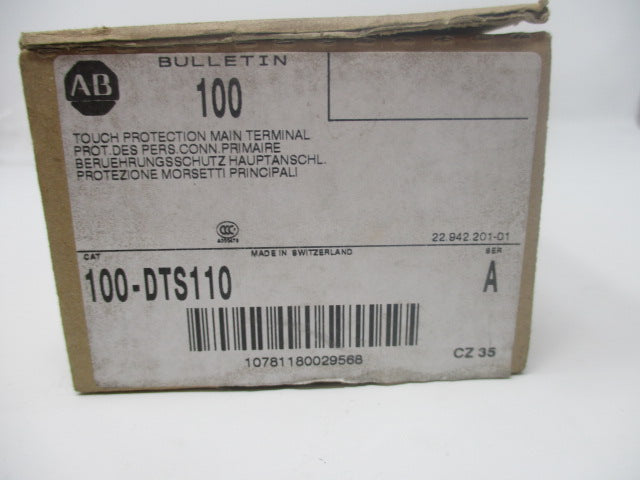 AB
BULLETIN
100
TOUCH PROTECTION MAIN TERMINAL
PROT.DES PERS.CONN.PRIMAIRE
BERUEHRUNGSSCHUTZ HAUPTANSCHL.
PROTEZIONE MORSETTI PRINCIPALI
CCC
22.942.201-01
CAT
MADE IN SWITZERLAND
SER
100-DTS110
A
10781180029568
CZ 35